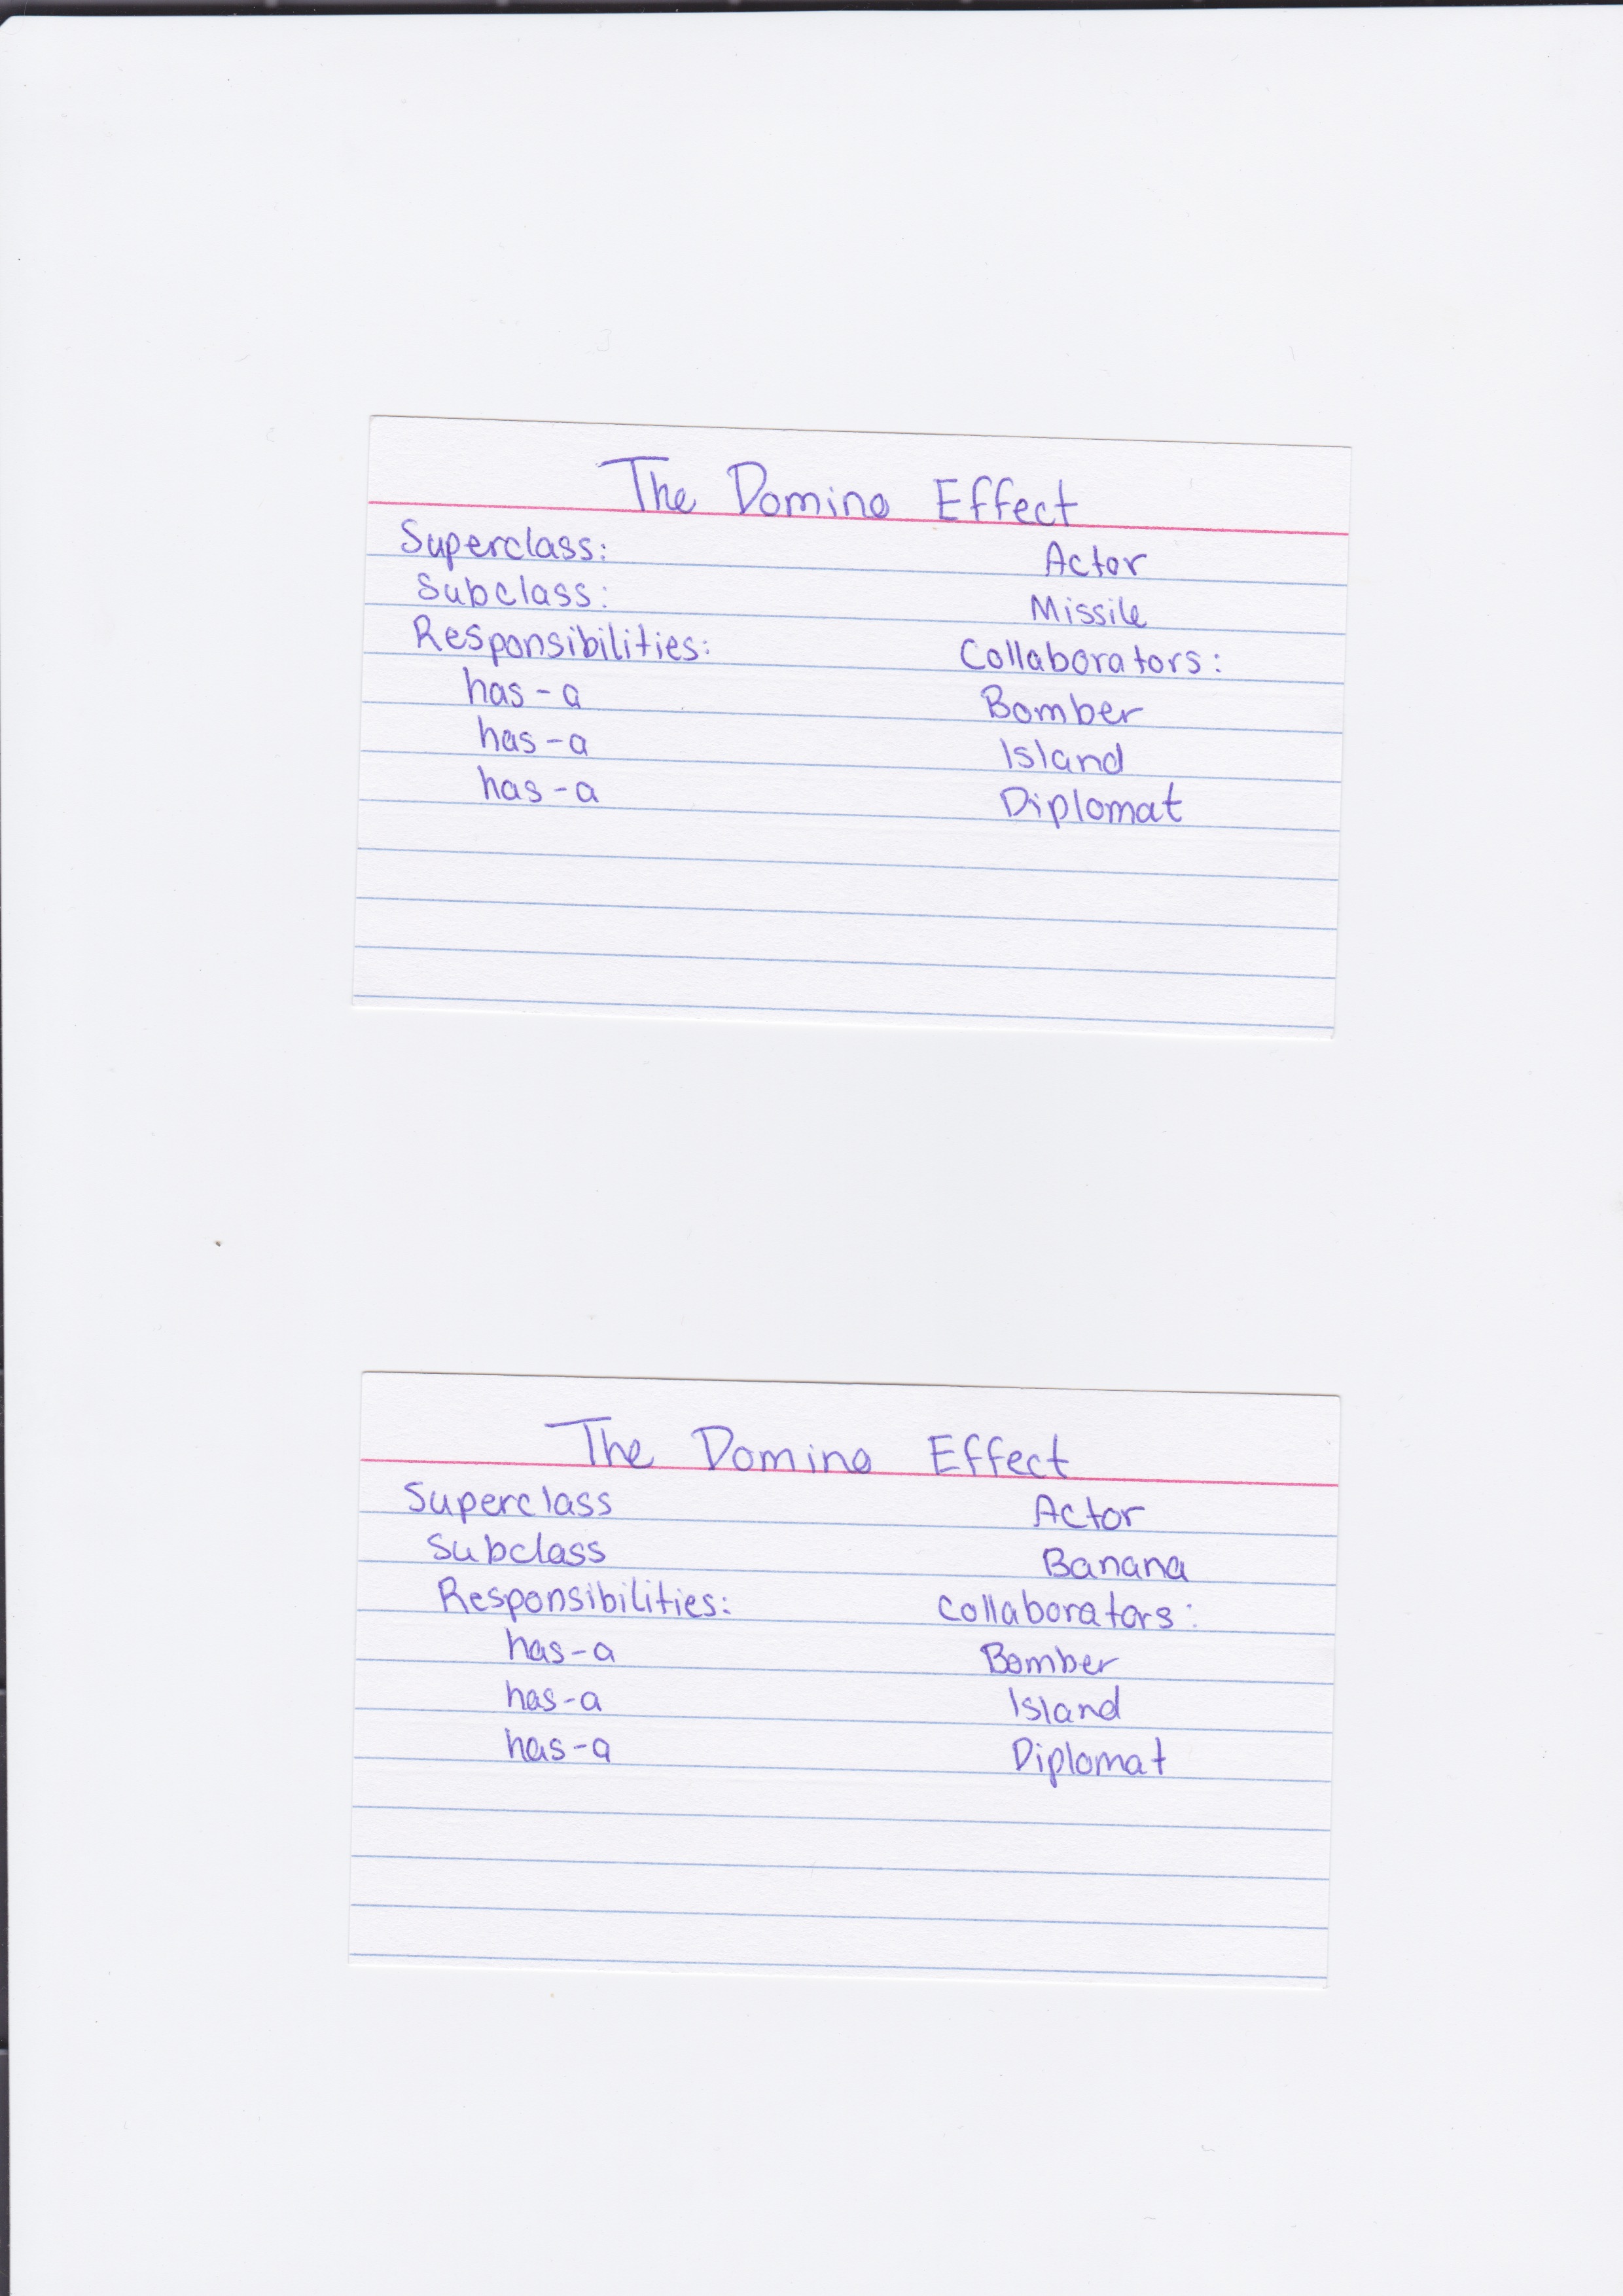 The Domino Effect
Superclass: Actor
Subclass: Missile
Responsibilities: Collaborators:
has-a Bomber
has-a Island
has-a Diplomat
The Domino Effect
Superclass Actor
Subclass Banana
Responsibilities: Collaborators:
has-a Bomber
has-a Island
has-a Diplomat